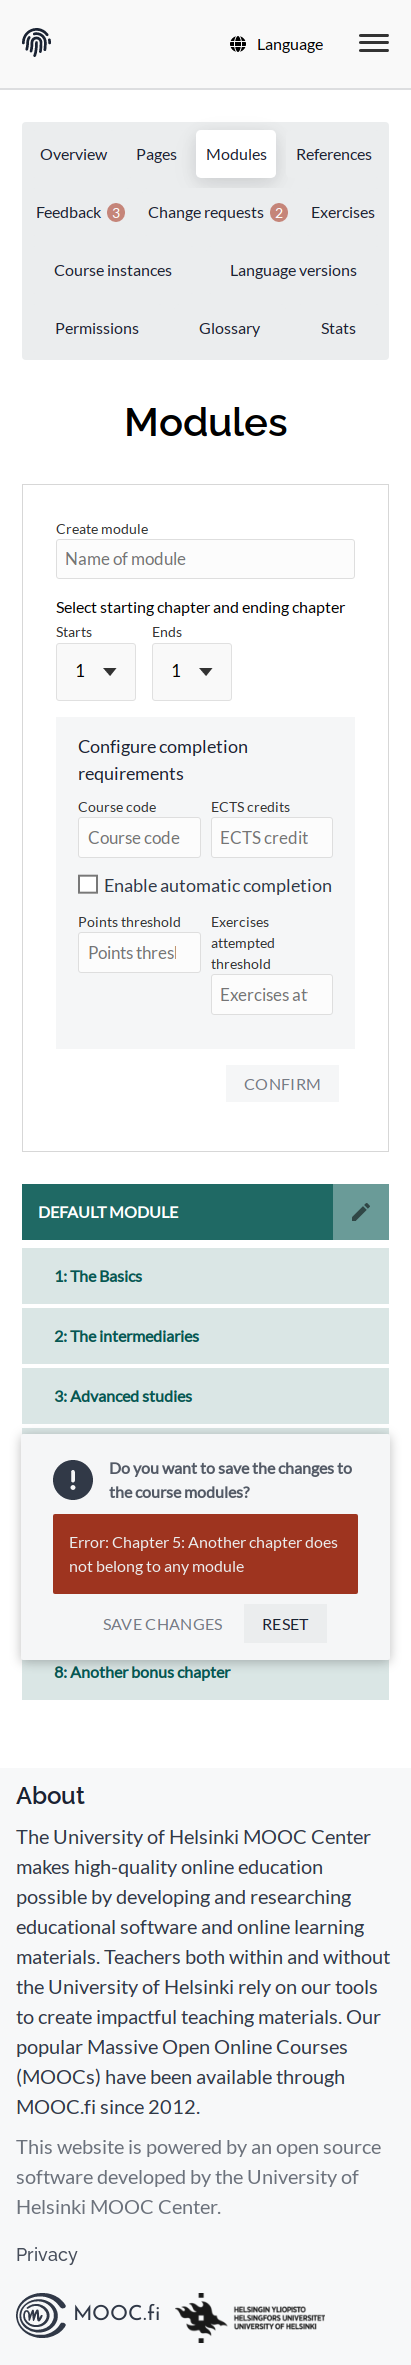 Language
Overview Pages Modules References
Feedback 3 Change requests 2 Exercises
Course instances Language versions
Permissions Glossary Stats
Modules
Create module
Name of module
Select starting chapter and ending chapter
Starts Ends
1 1
Configure completion
requirements
Course code ECTS credits
Course code ECTS credit
Enable automatic completion
Points threshold Exercises
attempted
threshold
Points thres
Exercises at
CONFIRM
DEFAULT MODULE
1: The Basics
2: The intermediaries
3: Advanced studies
Do you want to save the changes to
the course modules?
Error: Chapter 5: Another chapter does
not belong to any module
SAVE CHANGES RESET
8: Another bonus chapter
About
The University of Helsinki MOOC Center
makes high-quality online education
possible by developing and researching
educational software and online learning
materials. Teachers both within and without
the University of Helsinki rely on our tools
to create impactful teaching materials. Our
popular Massive Open Online Courses
(MOOCs) have been available through
MOOC.fi since 2012.
This website is powered by an open source
software developed by the University of
Helsinki MOOC Center.
Privacy
MOOC.fi
HELSINGIN YLIOPISTO
HELSINGFORS UNIVERSITET
UNIVERSITY OF HELSINKI